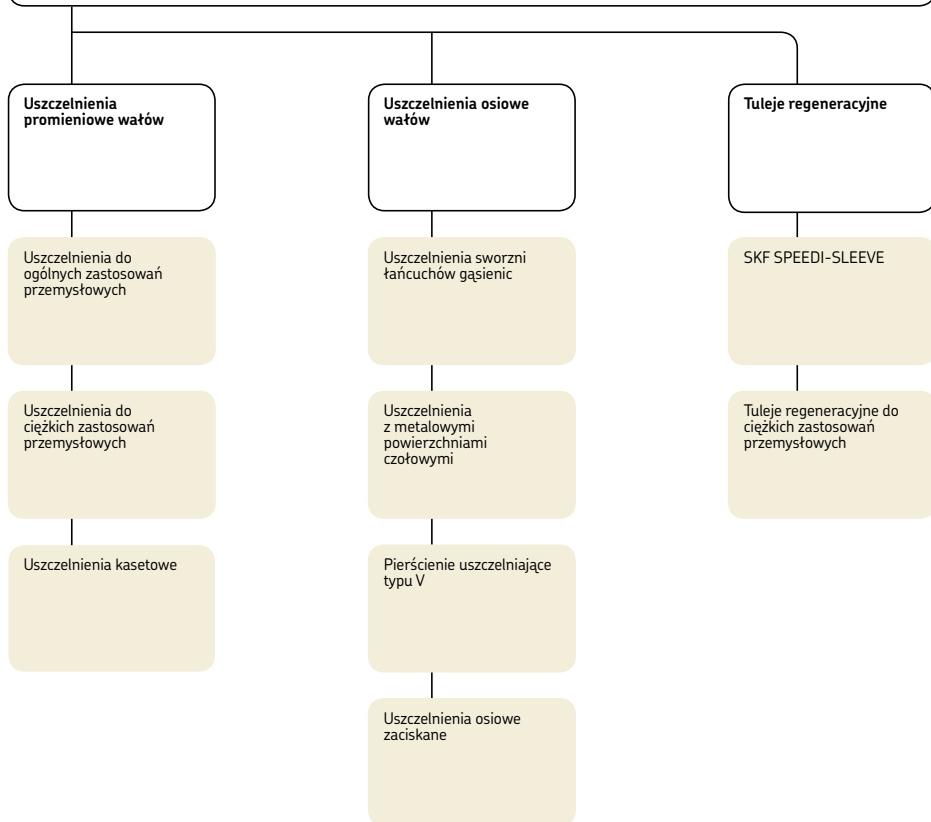 Uszczelnienia
promieniowe wałów
Uszczelnienia do
ogólnych zastosowań
przemysłowych
Uszczelnienia do
ciężkich zastosowań
przemysłowych
Uszczelnienia kasetowe
Uszczelnienia osiowe
wałów
Uszczelnienia sworzni
łańcuchów gąsienic
Uszczelnienia
z metalowymi
powierzchniami
czołowymi
Pierścienie uszczelniające
typu V
Uszczelnienia osiowe
zaciskane
Tuleje regeneracyjne
SKF SPEEDI-SLEEVE
Tuleje regeneracyjne do
ciężkich zastosowań
przemysłowych